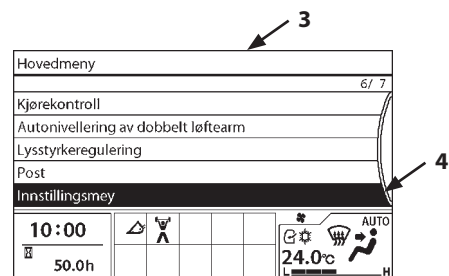 3
Hovedmeny
6/ 7
Kjørekontroll
Autonivellering av dobbelt løftearm
Lysstyrkeregulering
Post
4
Innstillingsmey
10:00
AUTO
24.0℃
50.0h
L H